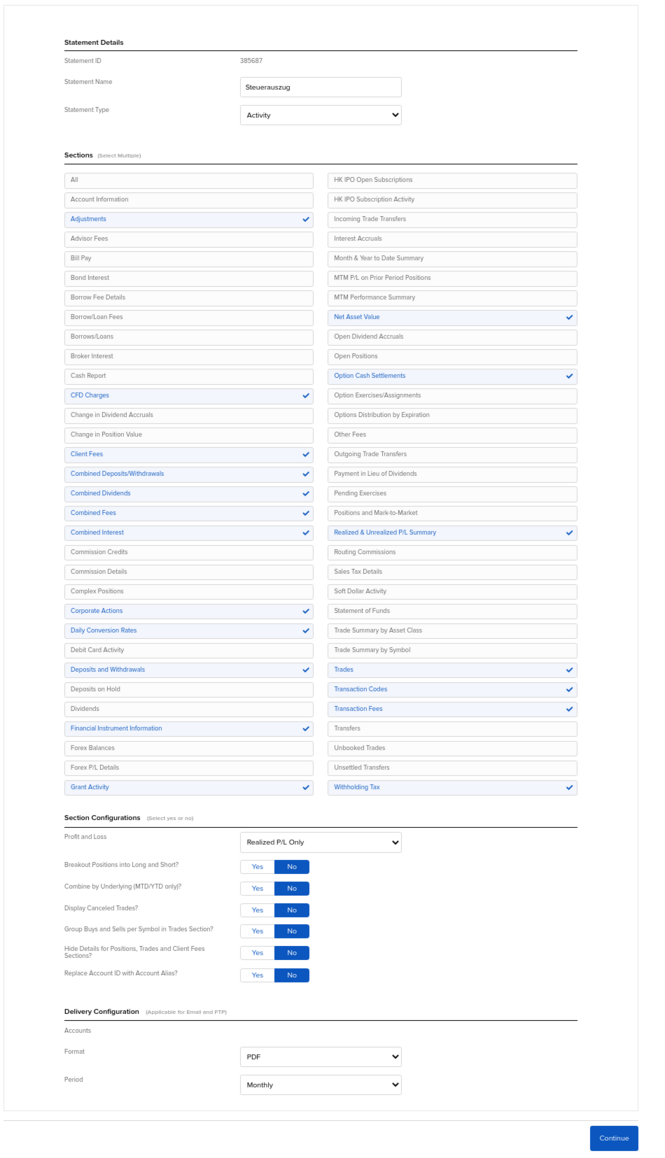 Statement Details
Statement ID 385687
Statement Name Steuerauszug
Statement Type Activity
Sections (Select Multiple)
All
Account Information
Adjustments
Advisor Fees
Bill Pay
Bond Interest
Borrow Fee Details
Borrow/Loan Fees
Borrows/Loans
Broker Interest
Cash Report
CFD Charges
Change in Dividend Accruals
Change in Position Value
Client Fees
Combined Deposits/Withdrawals
Combined Dividends
Combined Fees
Combined Interest
Commission Credits
Commission Details
Complex Positions
Corporate Actions
Daily Conversion Rates
Debit Card Activity
Deposits and Withdrawals
Deposits on Hold
Dividends
Financial Instrument Information
Forex Balances
Forex P/L Details
Grant Activity
HK IPO Open Subscriptions
HK IPO Subscription Activity
Incoming Trade Transfers
Interest Accruals
Month & Year to Date Summary
MTM P/L on Prior Period Positions
MTM Performance Summary
Net Asset Value
Open Dividend Accruals
Open Positions
Option Cash Settlements
Option Exercises/Assignments
Options Distribution by Expiration
Other Fees
Outgoing Trade Transfers
Payment in Lieu of Dividends
Pending Exercises
Positions and Mark-to-Market
Realized & Unrealized P/L Summary
Routing Commissions
Sales Tax Details
Soft Dollar Activity
Statement of Funds
Trade Summary by Asset Class
Trade Summary by Symbol
Trades
Transaction Codes
Transaction Fees
Transfers
Unbooked Trades
Unsettled Transfers
Withholding Tax
Section Configurations (Select yes or no)
Profit and Loss Realized P/L Only
Breakout Positions into Long and Short? Yes No
Combine by Underlying (MTD/YTD only)? Yes No
Display Canceled Trades? Yes No
Group Buys and Sells per Symbol in Trades Section? Yes No
Hide Details for Positions, Trades and Client Fees
Sections? Yes No
Replace Account ID with Account Alias? Yes No
Delivery Configuration (Applicable for Email and FTP)
Accounts
Format PDF
Period Monthly
Continue